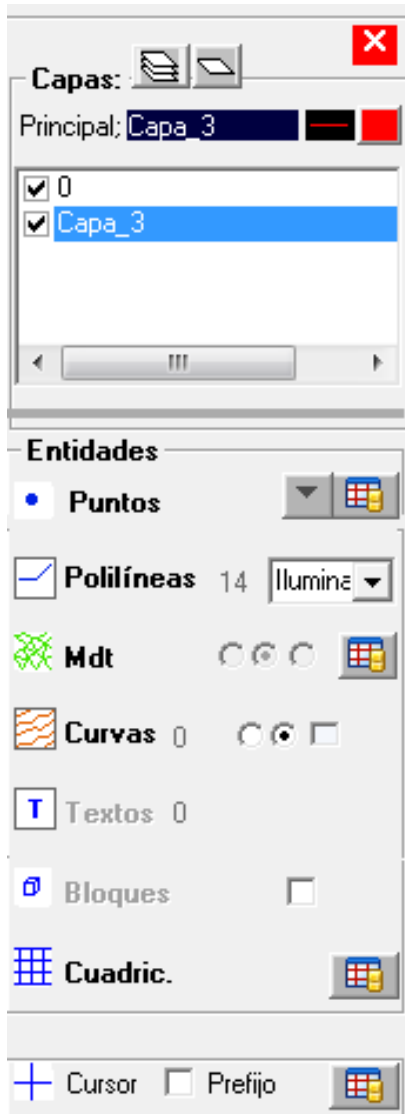 Capas:
Principal; Capa_3
0
Capa_3
Entidades
Puntos
Polilíneas 14 Ilumina
Mdt
Curvas 0
T Textos 0
Bloques
Cuadric.
Cursor Prefijo